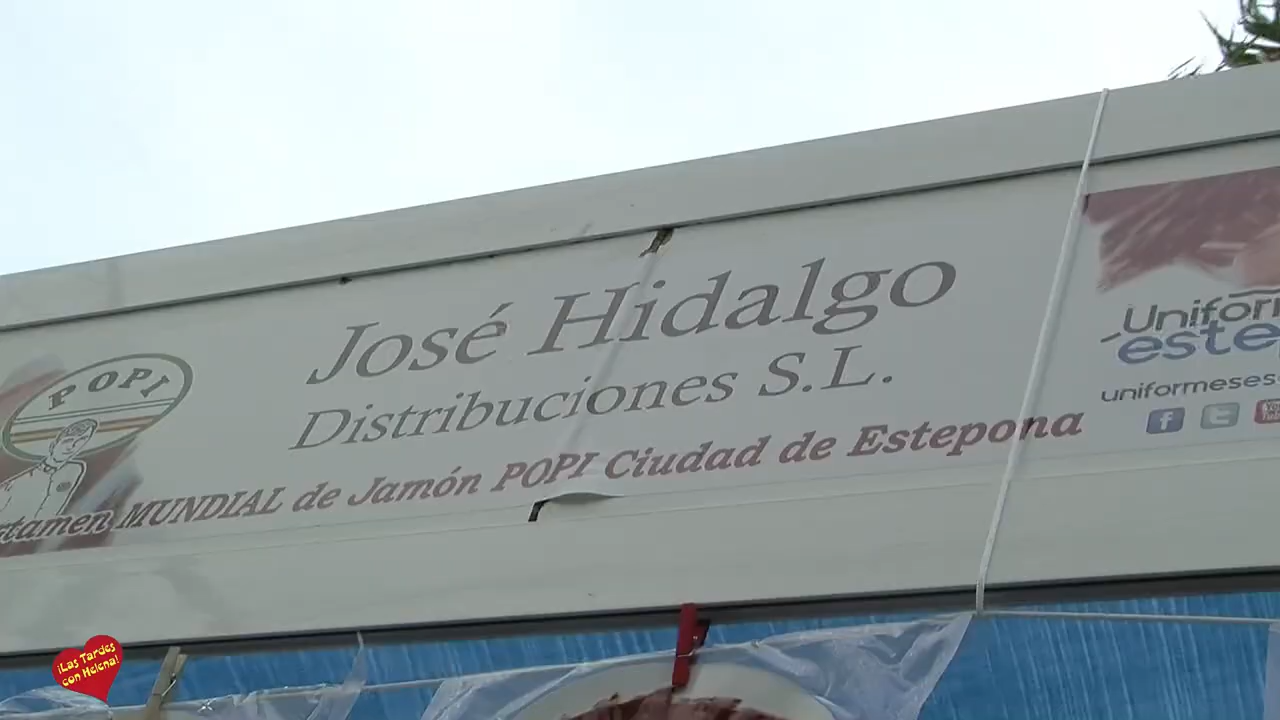 POPI
José Hidalgo
Distribuciones S.L.
MUNDIAL de Jamón POPI Ciudad de Estepona
¡Las Tardes
con Helena!